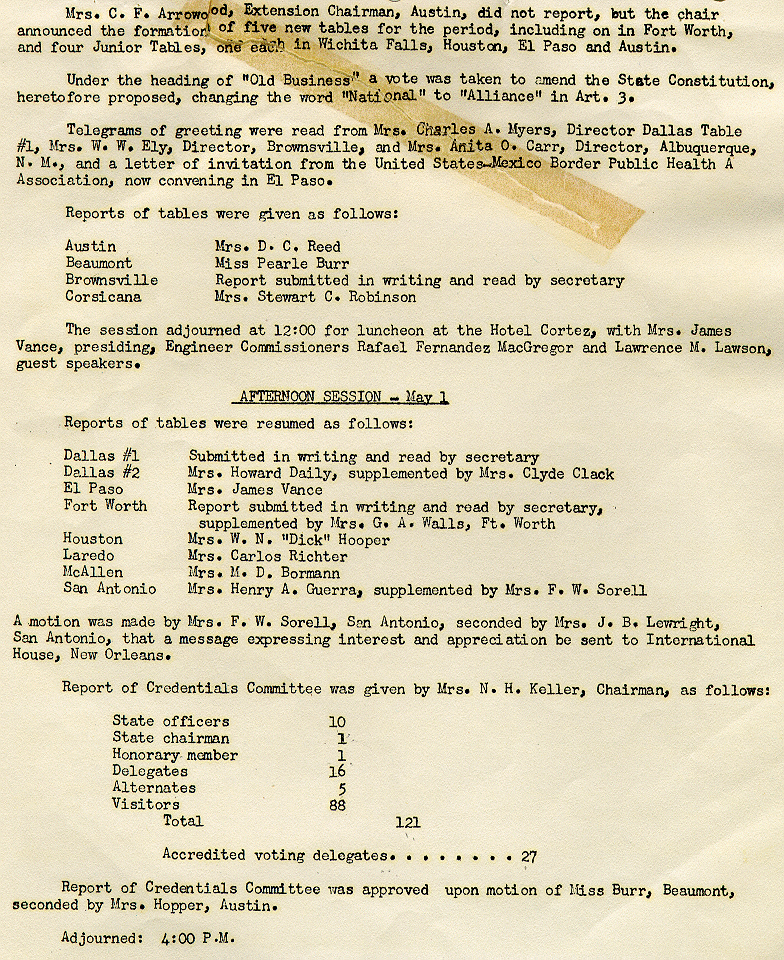 Mrs. C. F. Arrowood, Extension Chairman, Austin, did not report, but the chair
announced the formation of five new tables for the period, including on in Fort Worth,
and four Junior Tables, one each in Wichita Falls, Houston, El Paso and Austin.
Under the heading of "Old Business" a vote was taken to amend the State Constitution,
heretofore proposed, changing the word "National" to "Alliance" in Art. 3.
Telegrams of greeting were read from Mrs. Charles A. Myers, Director Dallas Table
#1, Mrs. W. W. Ely, Director, Brownsville, and Mrs. Anita O. Carr, Director, Albuquerque,
N. M., and a letter of invitation from the United States-Mexico Border Public Health A
Association, now convening in El Paso.
Reports of tables were given as follows:
Austin Mrs. D. C. Reed
Beaumont Miss Pearle Burr
Brownsville Report submitted in writing and read by secretary
Corsicana Mrs. Stewart C. Robinson
The session adjourned at 12:00 for luncheon at the Hotel Cortez, with Mrs. James
Vance, presiding, Engineer Commissioners Rafael Fernandez MacGregor and Lawrence M. Lawson,
guest speakers.
AFTERNOON SESSION - May 1
Reports of tables were resumed as follows:
Dallas #1 Submitted in writing and read by secretary
Dallas #2 Mrs. Howard Daily, supplemented by Mrs. Clyde Clack
El Paso Mrs. James Vance
Fort Worth Report submitted in writing and read by secretary,
supplemented by Mrs. G. A. Walls, Ft. Worth
Houston Mrs. W. N. "Dick" Hooper
Laredo Mrs. Carlos Richter
McAllen Mrs. M. D. Bormann
San Antonio Mrs. Henry A. Guerra, supplemented by Mrs. F. W. Sorell
A motion was made by Mrs. F. W. Sorell, San Antonio, seconded by Mrs. J. B. Lewright,
San Antonio, that a message expressing interest and appreciation be sent to International
House, New Orleans.
Report of Credentials Committee was given by Mrs. N. H. Keller, Chairman, as follows:
State officers 10
State chairman 1
Honorary member 1
Delegates 16
Alternates 5
Visitors 88
Total 121
Accredited voting delegates. . . . . . . . 27
Report of Credentials Committee was approved upon motion of Miss Burr, Beaumont,
seconded by Mrs. Hopper, Austin.
Adjourned: 4:00 P.M.